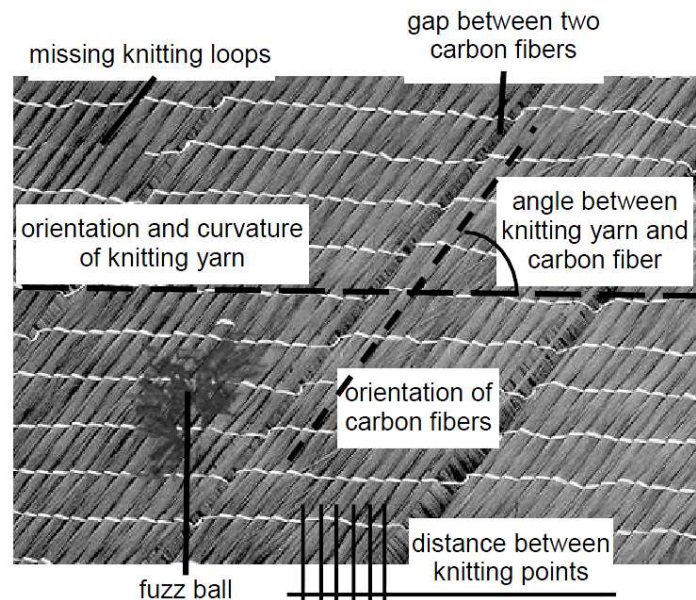 missing knitting loops
gap between two
carbon fibers
orientation and curvature
of knitting yarn
angle between
knitting yarn and
carbon fiber
orientation of
carbon fibers
distance between
knitting points
fuzz ball